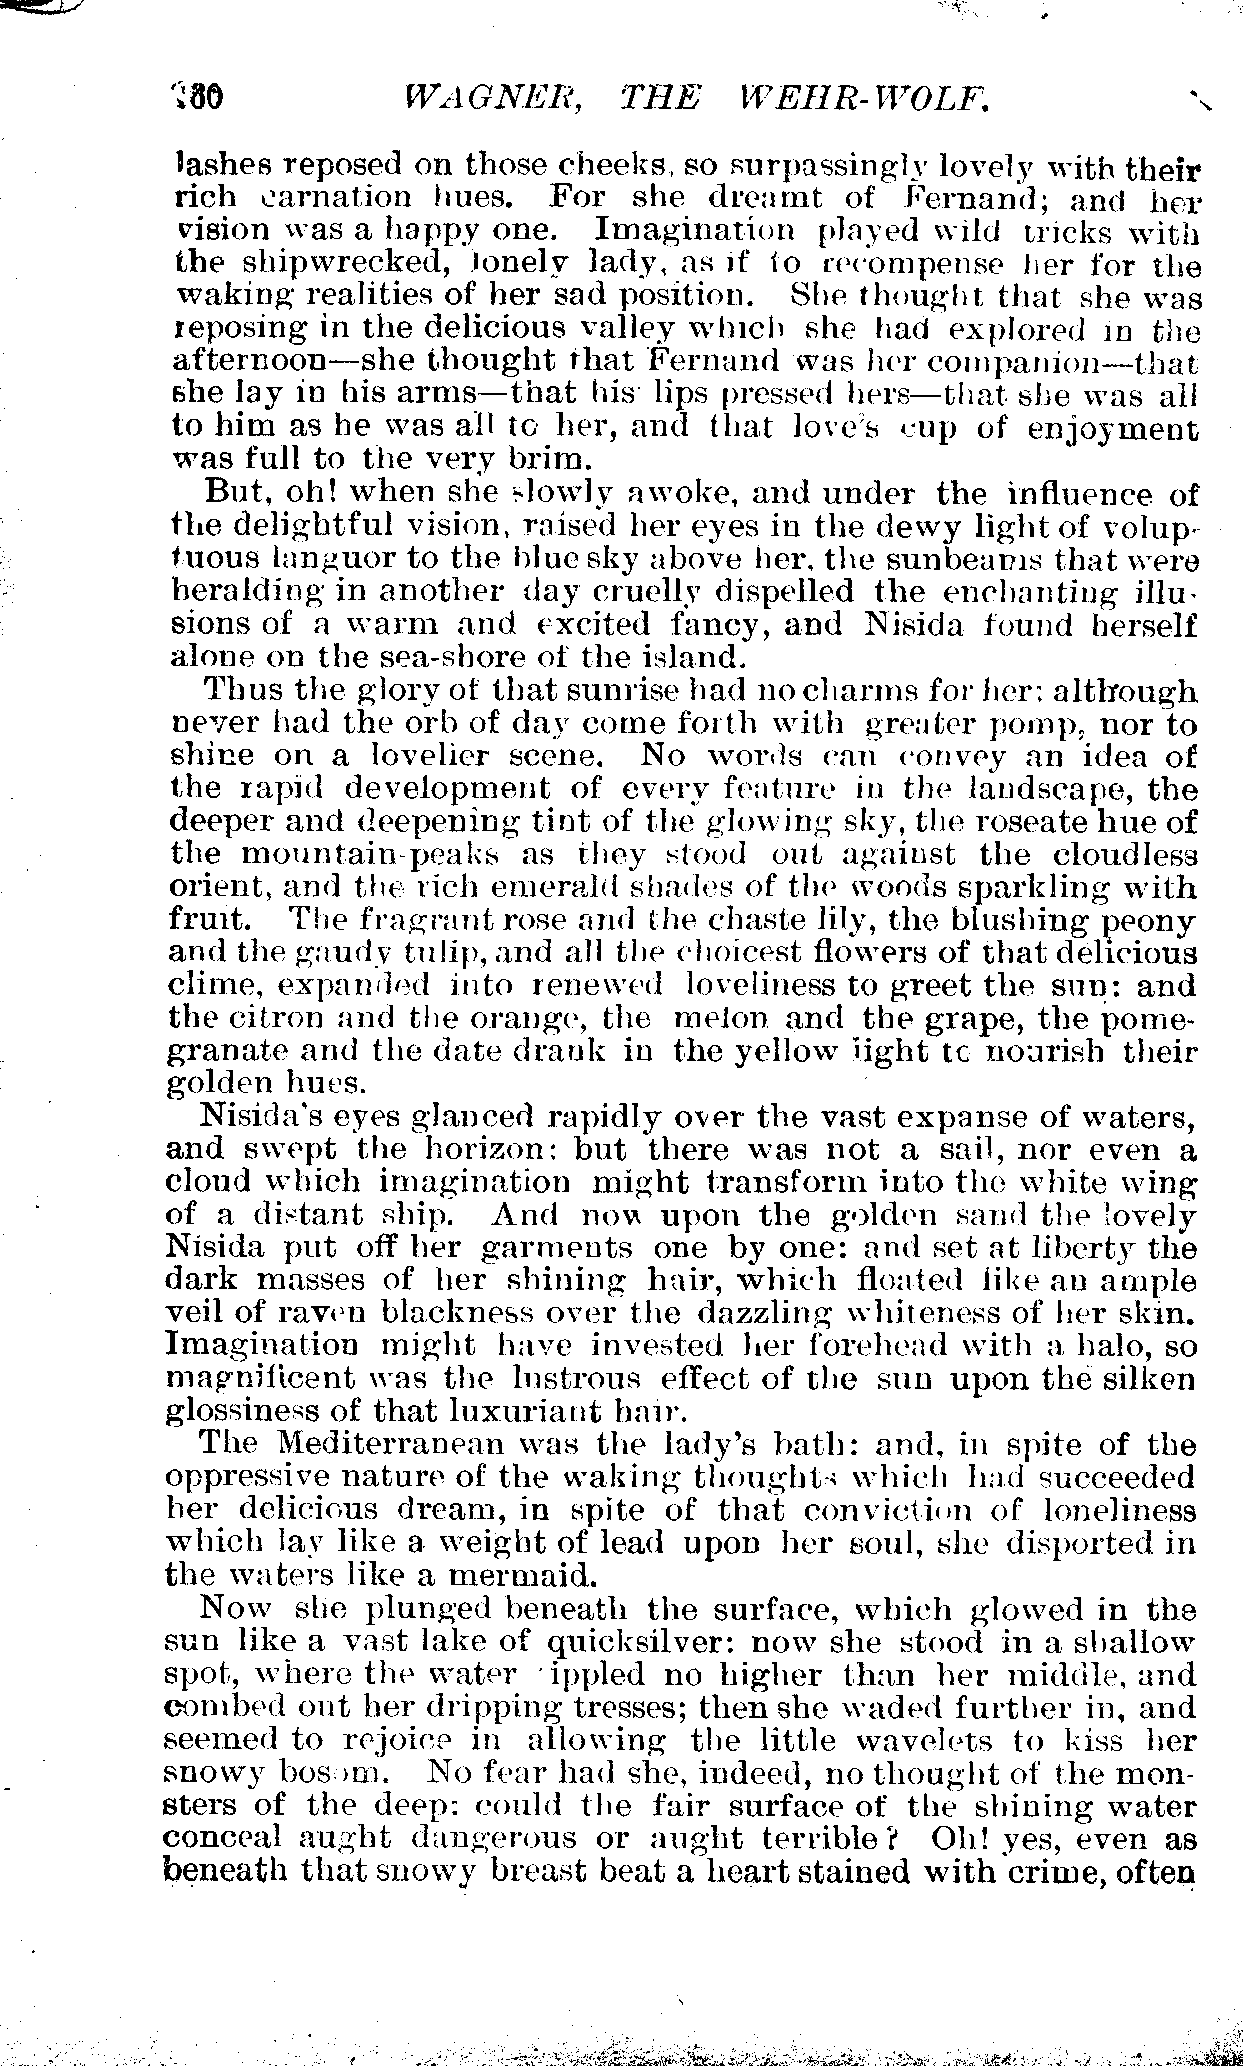 280 WAGNER, THE WEHR-WOLF.
lashes reposed on those cheeks, so surpassingly lovely with their
rich carnation hues. For she dreamt of Fernand; and her
vision was a happy one. Imagination played wild tricks with
the shipwrecked, lonely lady, as if to recompense her for the
waking realities of her sad position. She thought that she was
reposing in the delicious valley which she had explored in the
afternoon—she thought that Fernand was her companion—that
she lay in his arms—that his lips pressed hers—that she was all
to him as he was all to her, and that love's cup of enjoyment
was full to the very brim.
But, oh! when she slowly awoke, and under the influence of
the delightful vision, raised her eyes in the dewy light of volup-
tuous languor to the blue sky above her, the sunbeams that were
heralding in another day cruelly dispelled the enchanting illu-
sions of a warm and excited fancy, and Nisida found herself
alone on the sea-shore of the island.
Thus the glory of that sunrise had no charms for her; although
never had the orb of day come forth with greater pomp, nor to
shine on a lovelier scene. No words can convey an idea of
the rapid development of every feature in the landscape, the
deeper and deepening tint of the glowing sky, the roseate hue of
the mountain-peaks as they stood out against the cloudless
orient, and the rich emerald shades of the woods sparkling with
fruit. The fragrant rose and the chaste lily, the blushing peony
and the gaudy tulip, and all the choicest flowers of that delicious
clime, expanded into renewed loveliness to greet the sun: and
the citron and the orange, the melon and the grape, the pome-
granate and the date drank in the yellow light to nourish their
golden hues.
Nisida's eyes glanced rapidly over the vast expanse of waters,
and swept the horizon: but there was not a sail, nor even a
cloud which imagination might transform into the white wing
of a distant ship. And now upon the golden sand the lovely
Nisida put off her garments one by one: and set at liberty the
dark masses of her shining hair, which floated like an ample
veil of raven blackness over the dazzling whiteness of her skin.
Imagination might have invested her forehead with a halo, so
magnificent was the lustrous effect of the sun upon the silken
glossiness of that luxuriant hair.
The Mediterranean was the lady's bath: and, in spite of the
oppressive nature of the waking thoughts which had succeeded
her delicious dream, in spite of that conviction of loneliness
which lay like a weight of lead upon her soul, she disported in
the waters like a mermaid.
Now she plunged beneath the surface, which glowed in the
sun like a vast lake of quicksilver: now she stood in a shallow
spot, where the water rippled no higher than her middle, and
combed out her dripping tresses; then she waded further in, and
seemed to rejoice in allowing the little wavelets to kiss her
snowy bosom. No fear had she, indeed, no thought of the mon-
sters of the deep: could the fair surface of the shining water
conceal aught dangerous or aught terrible? Oh! yes, even as
beneath that snowy breast beat a heart stained with crime, often